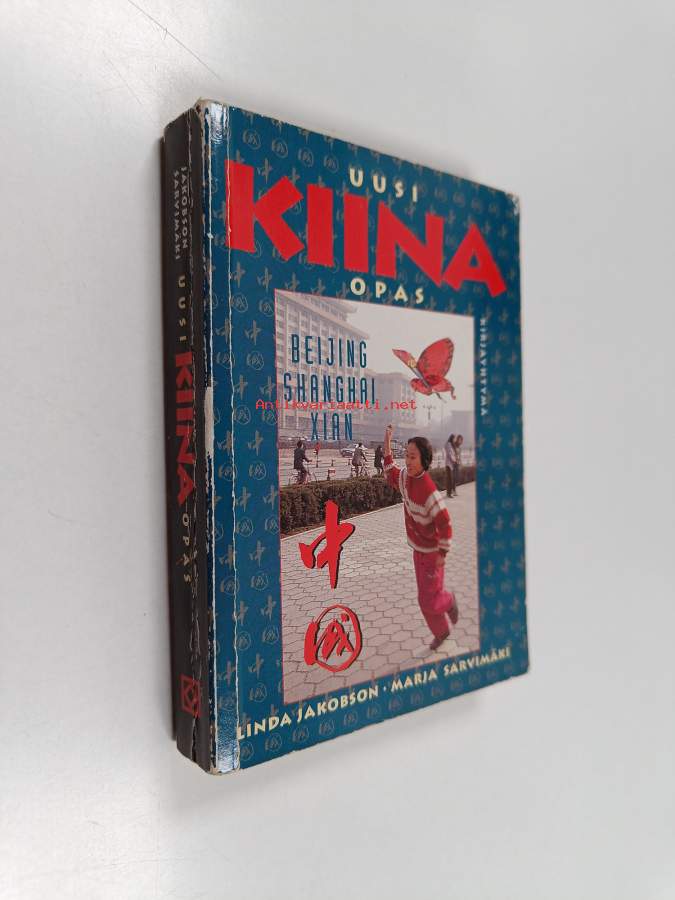 UUSI
KIINA
OPAS
KIRJAYHTYMÄ
BEIJING
SHANGHAI
XIAN
Antikvariaatti.net
中
国
LINDA JAKOBSON · MARJA SARVIMÄKI
JAKOBSON
SARVIMÄKI
UUSI
KIINA
OPAS